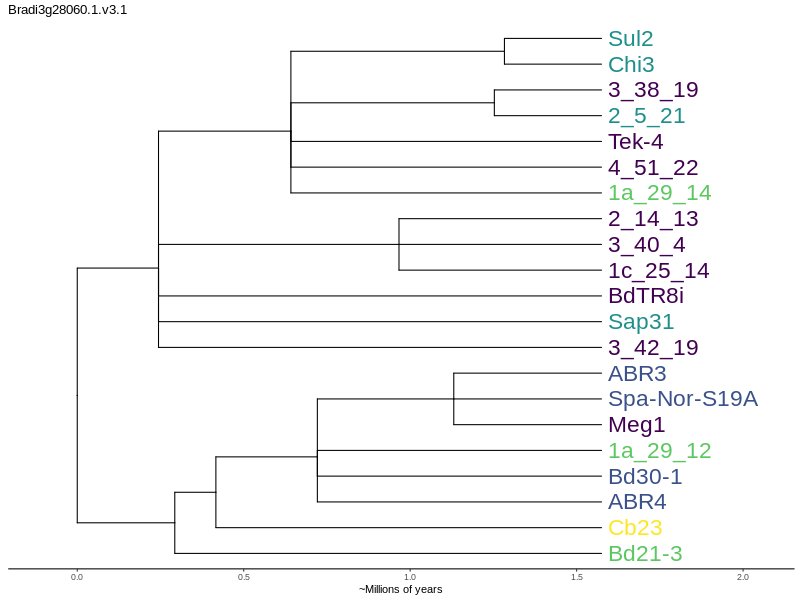 Bradi3g28060.1.v3.1
Sul2
Chi3
3_38_19
2_5_21
Tek-4
4_51_22
1a_29_14
2_14_13
3_40_4
1c_25_14
BdTR8i
Sap31
3_42_19
ABR3
Spa-Nor-S19A
Meg1
1a_29_12
Bd30-1
ABR4
Cb23
Bd21-3
0.0 0.5 1.0 1.5 2.0
~Millions of years